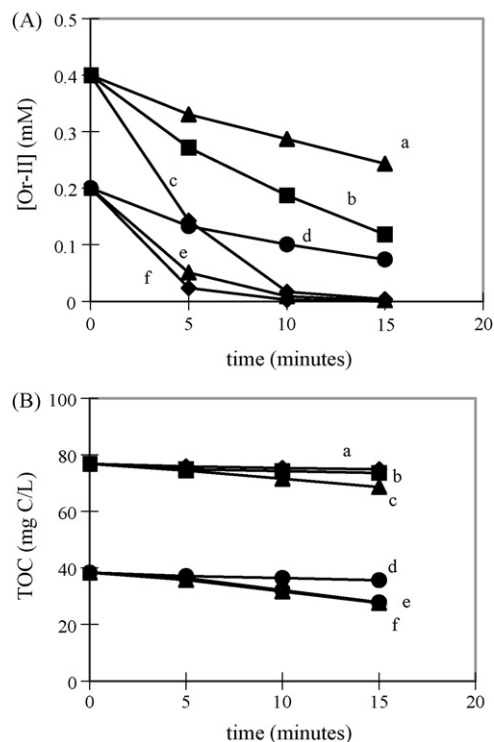 (A)
0.5
0.4
0.3
0.2
0.1
0
[Or-II] (mM)
a
b
c
d
e
f
0 5 10 15 20
time (minutes)
(B)
100
80
60
40
20
0
TOC (mg C/L)
a
b
c
d
e
f
0 5 10 15 20
time (minutes)